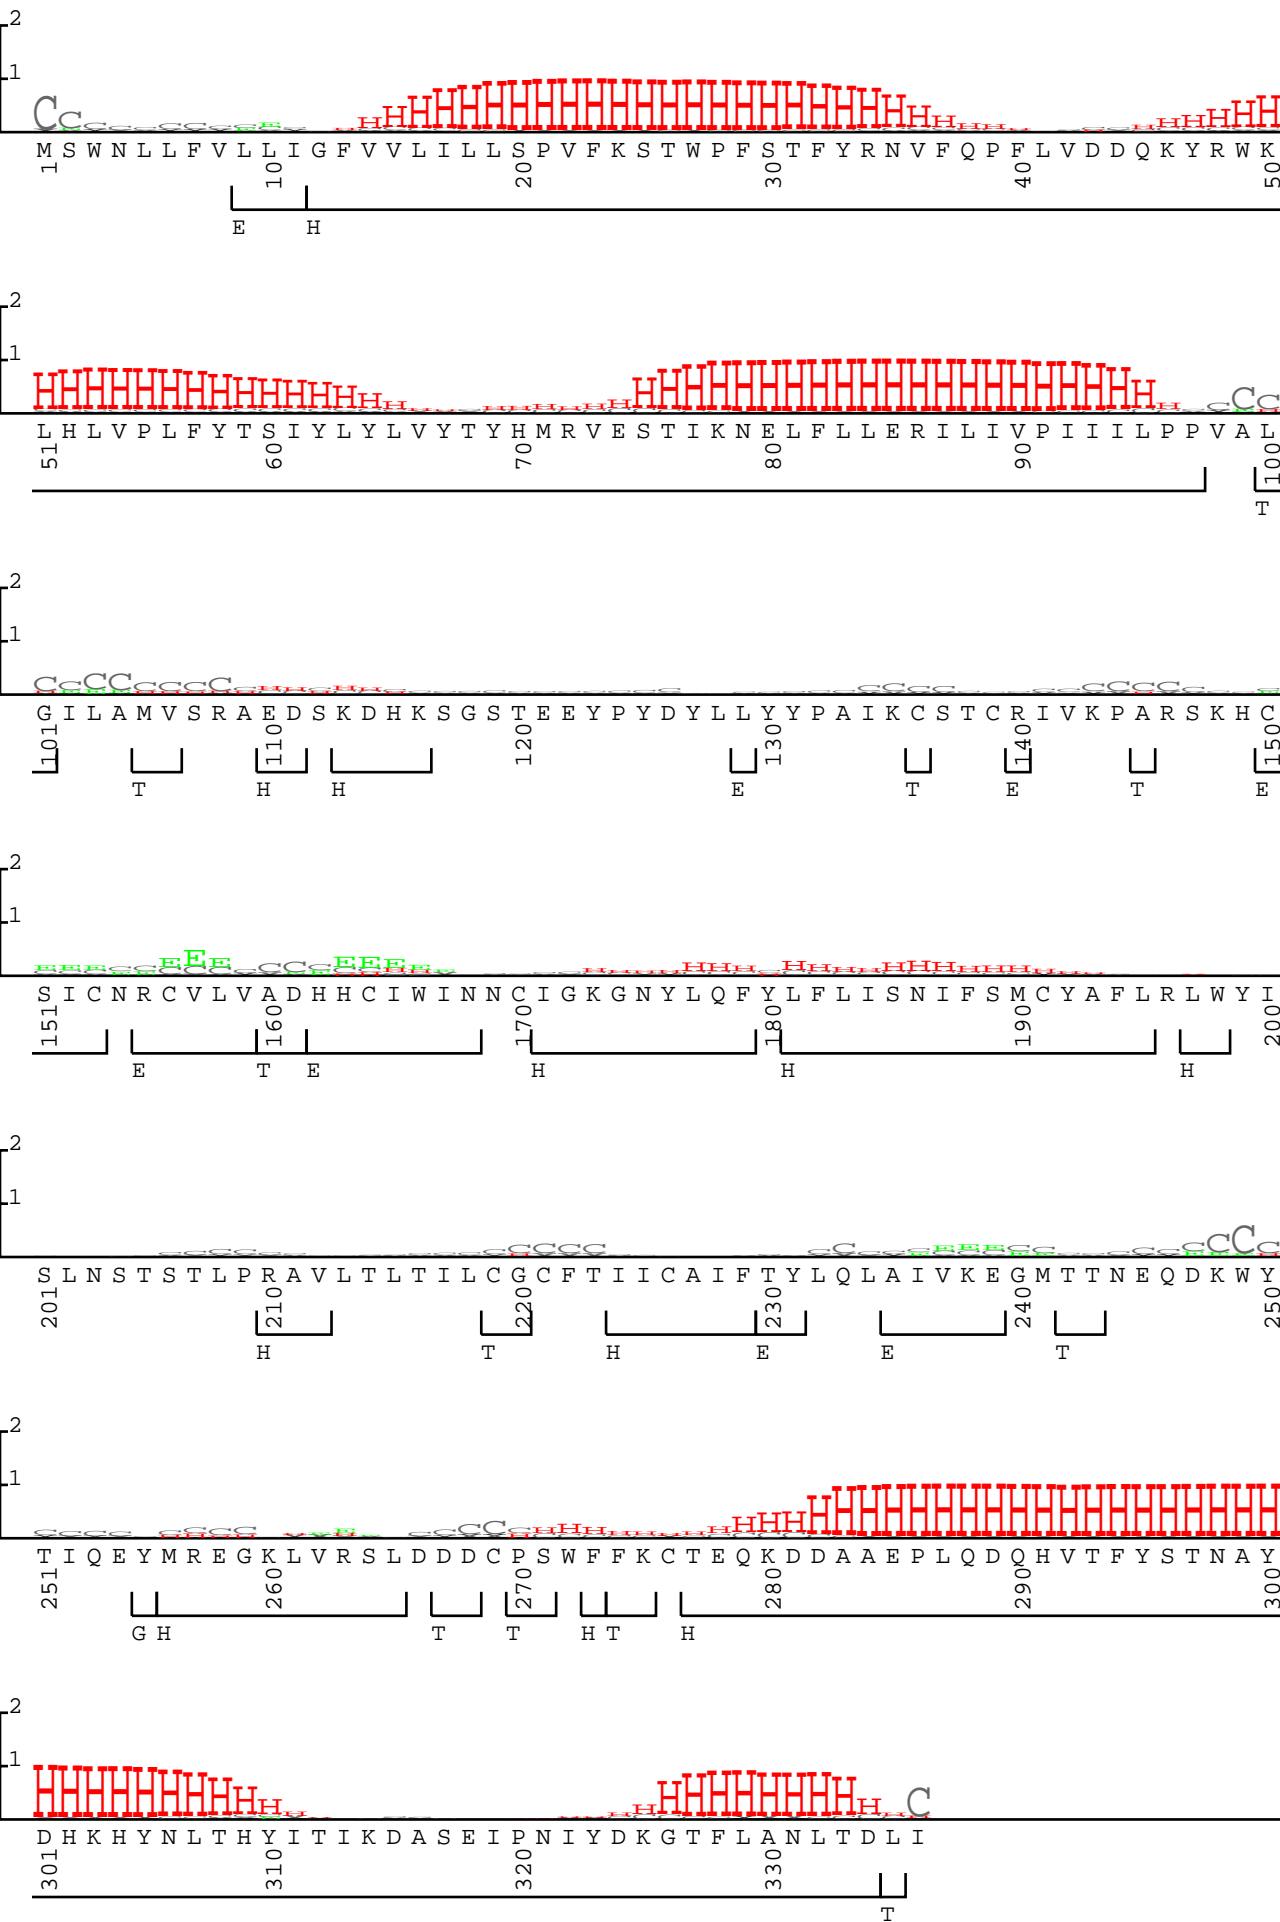 2
1
M S W N L L F V L L I G F V V L I L L S P V F K S T W P F S T F Y R N V F Q P F L V D D Q K Y R W K
1 10 20 30 40 50
E H
2
1
L H L V P L F Y T S I Y L Y L V Y T Y H M R V E S T I K N E L F L L E R I L I V P I I I L P P V A L
51 60 70 80 90 100
T
2
1
G I L A M V S R A E D S K D H K S G S T E E Y P Y D Y L L Y Y P A I K C S T C R I V K P A R S K H C
101 110 120 130 140 150
T H H E T E T E
2
1
S I C N R C V L V A D H H C I W I N N C I G K G N Y L Q F Y L F L I S N I F S M C Y A F L R L W Y I
151 160 170 180 190 200
E T E H H H
2
1
S L N S T S T L P R A V L T L T I L C G C F T I I C A I F T Y L Q L A I V K E G M T T N E Q D K W Y
201 210 220 230 240 250
H T H E E T
2
1
T I Q E Y M R E G K L V R S L D D D C P S W F F K C T E Q K D D A A E P L Q D Q H V T F Y S T N A Y
251 260 270 280 290 300
G H T T H T H
2
1
D H K H Y N L T H Y I T I K D A S E I P N I Y D K G T F L A N L T D L I
301 310 320 330
T